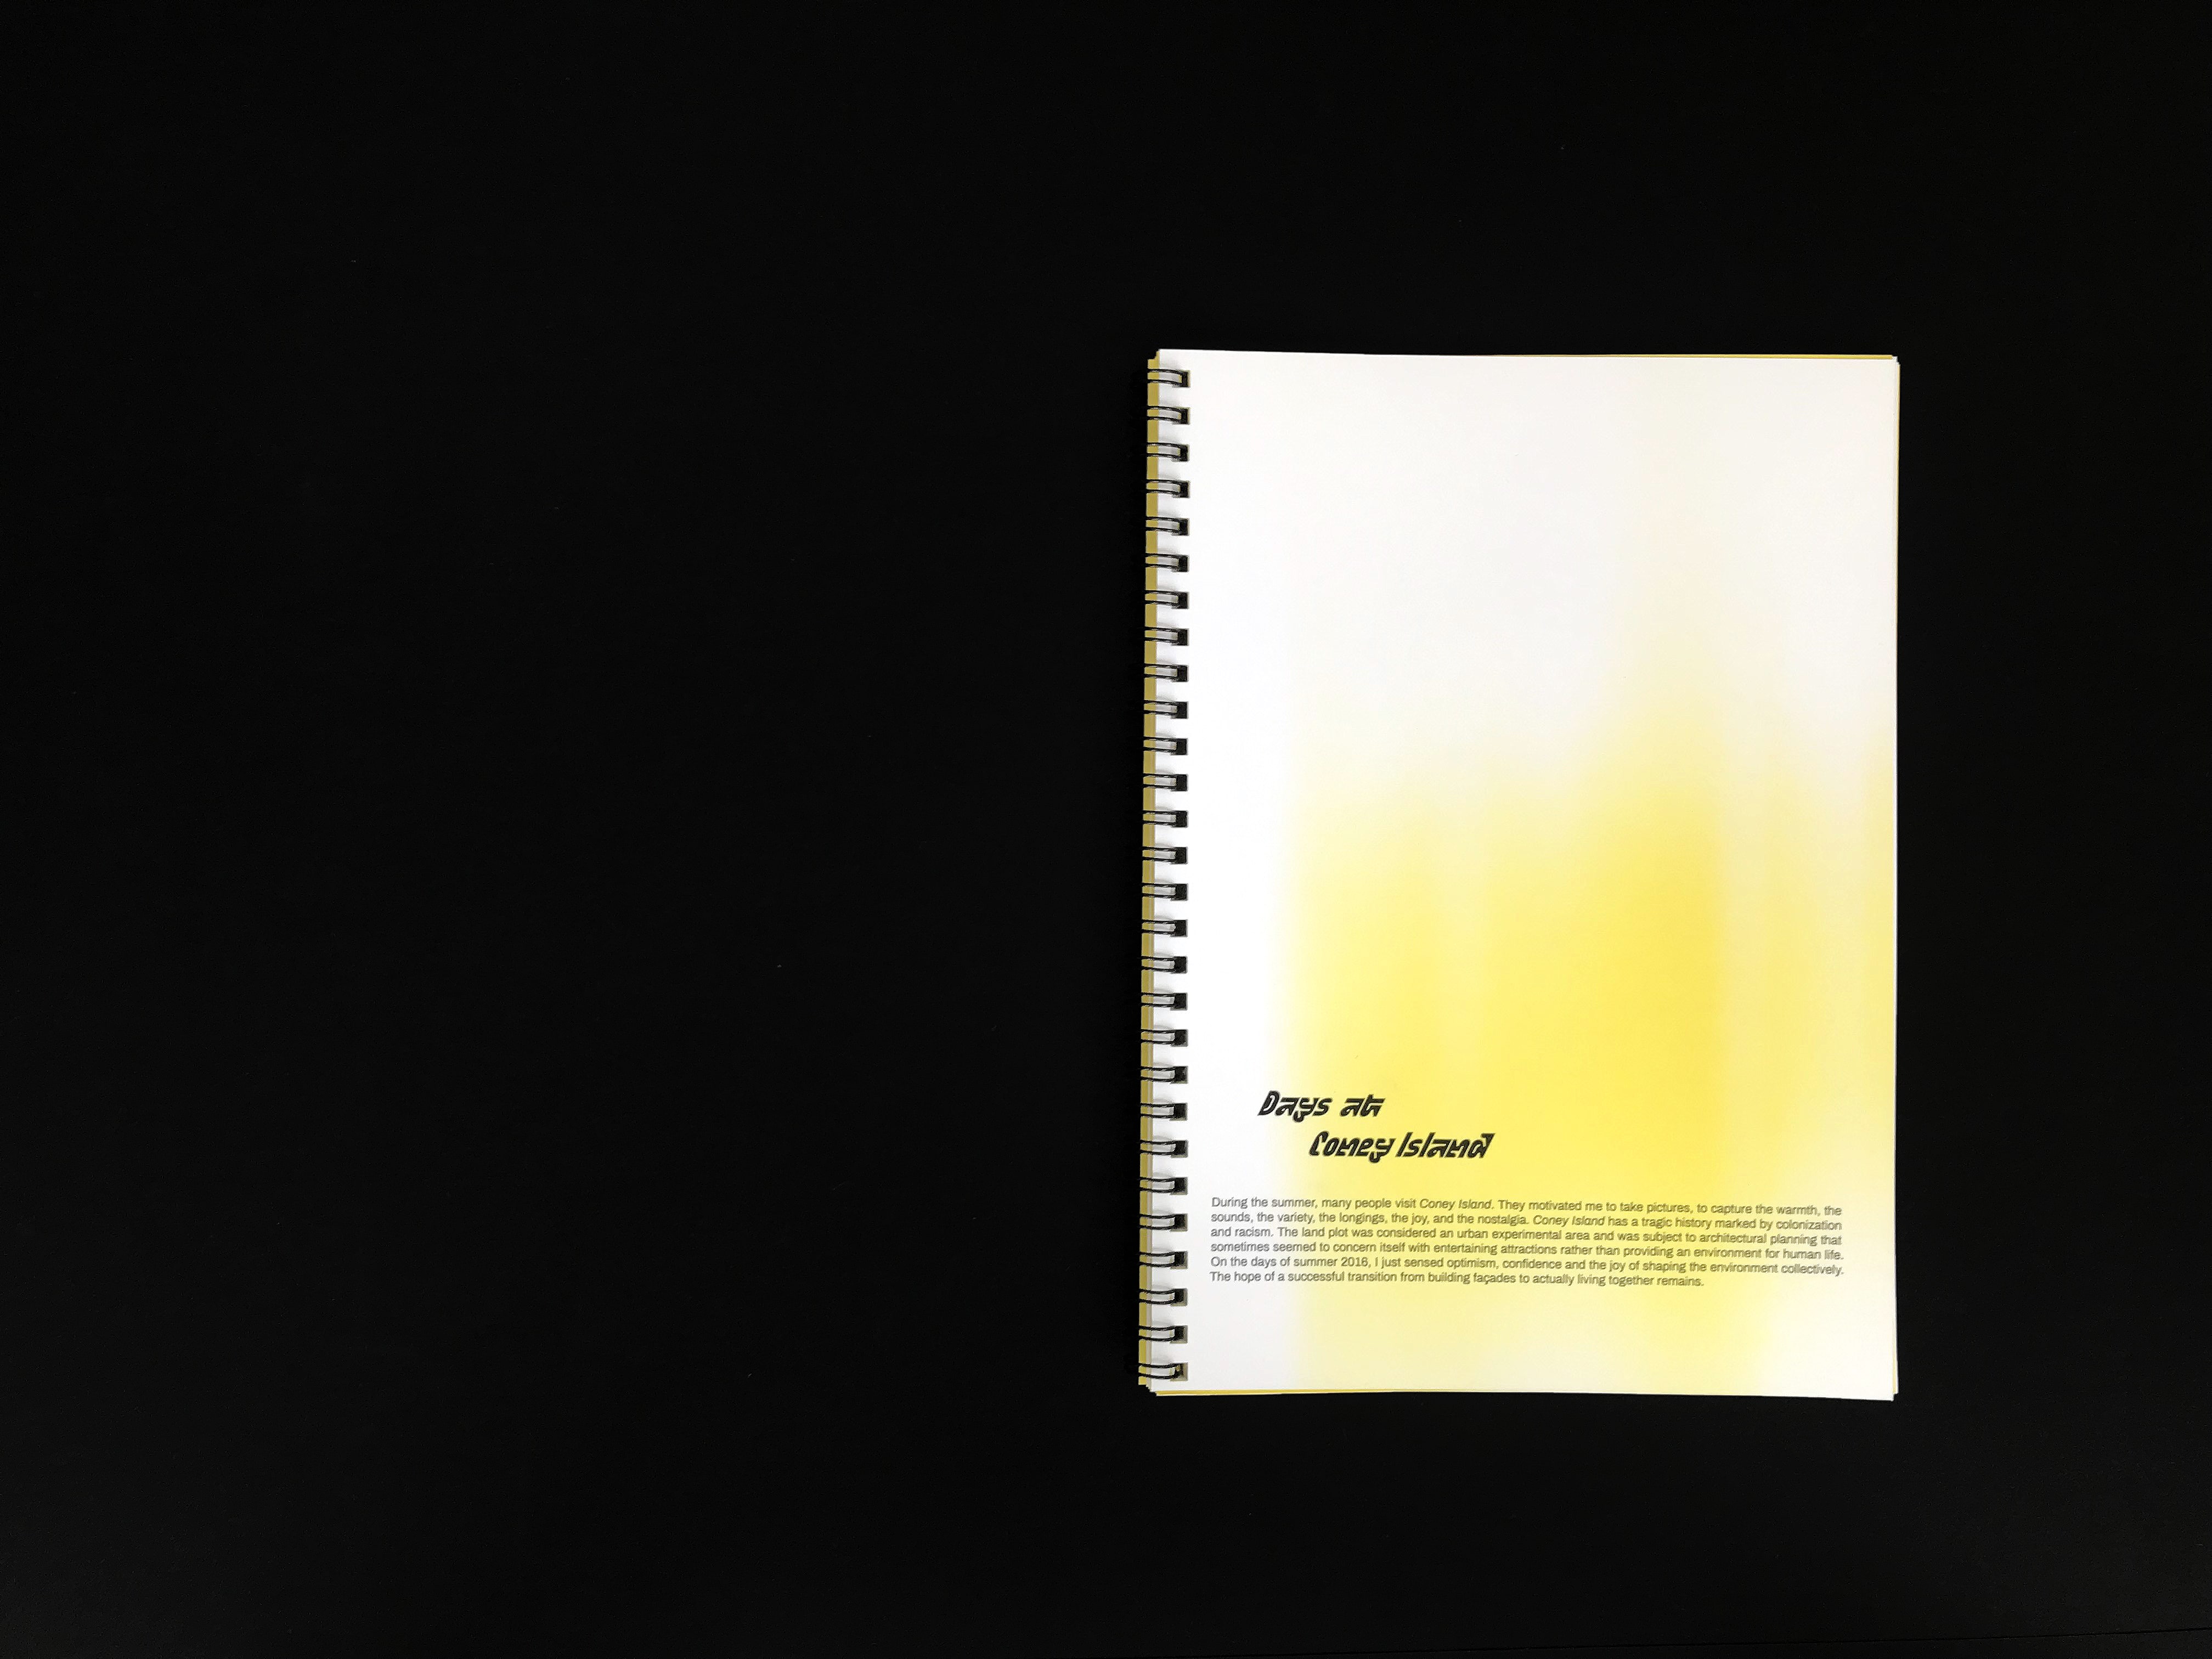 Days at
Coney Island
During the summer, many people visit Coney Island. They motivated me to take pictures, to capture the warmth, the
sounds, the variety, the longings, the joy, and the nostalgia. Coney Island has a tragic history marked by colonization
and racism. The land plot was considered an urban experimental area and was subject to architectural planning that
sometimes seemed to concern itself with entertaining attractions rather than providing an environment for human life.
On the days of summer 2016, I just sensed optimism, confidence and the joy of shaping the environment collectively.
The hope of a successful transition from building façades to actually living together remains.